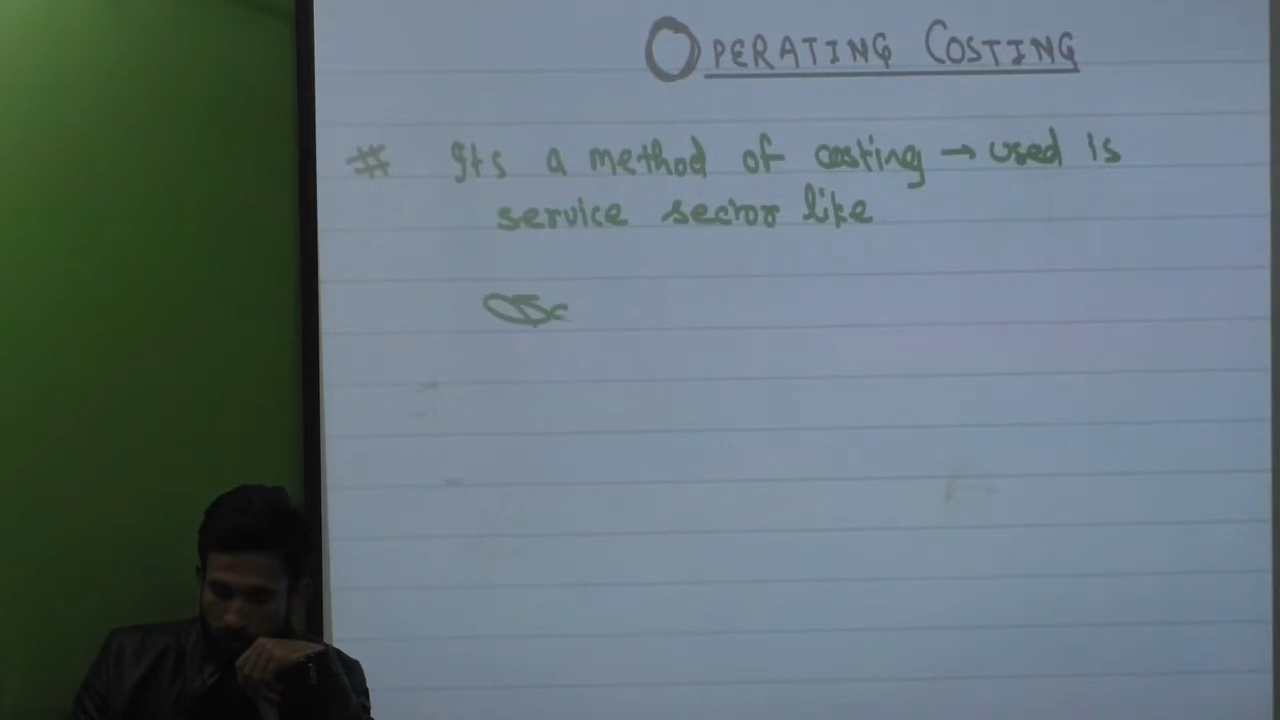 OPERATING COSTING
# Its a method of costing → used is
service sector like